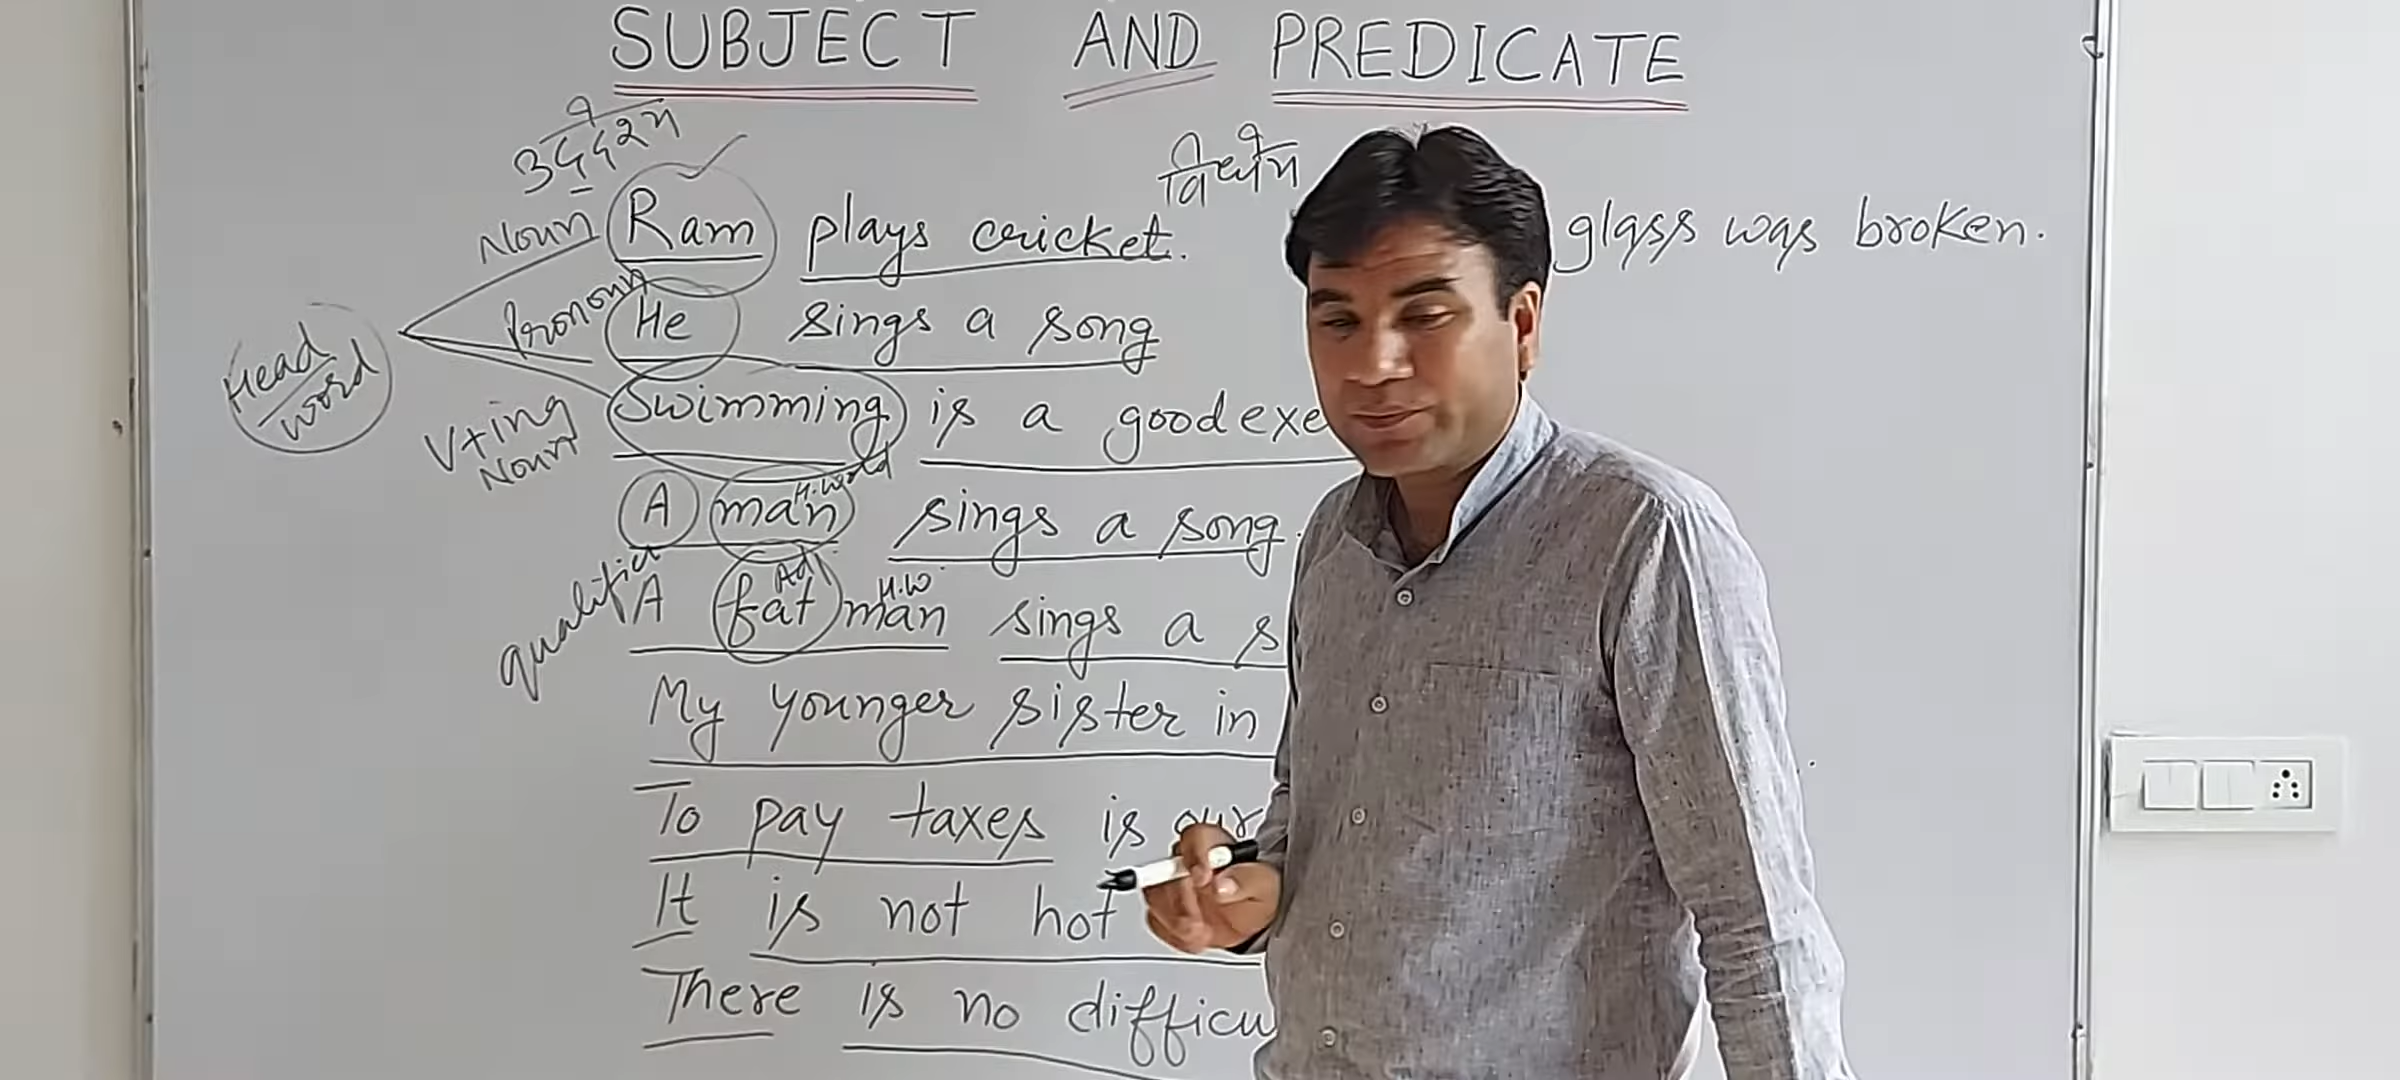 SUBJECT AND PREDICATE
उद्देश्य
विधेय
Noun Ram plays cricket.
glass was broken.
Pronoun He sings a song
Head
word
Swimming is a good exe
V+ing
Noun
H.World
A man sings a song.
Adj H.W
A fat man sings a s
My younger sister in
To pay taxes is our
It is not hot
There is no difficu